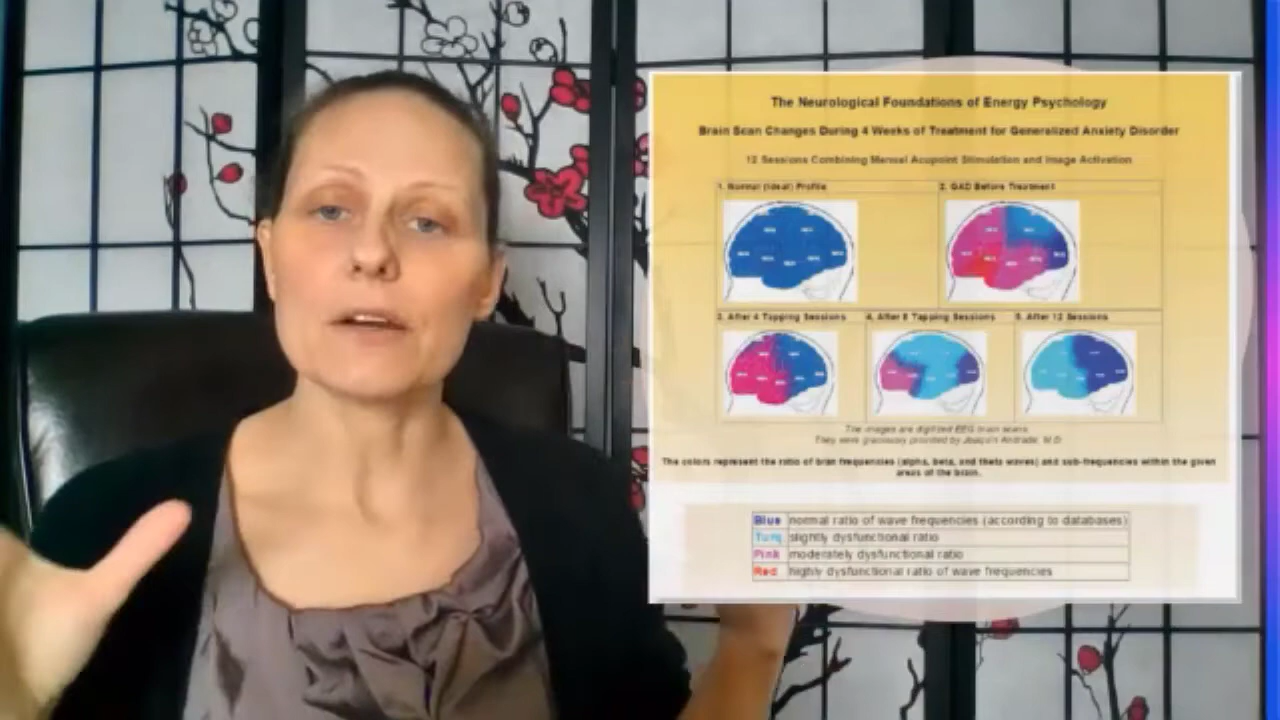 The Neurological Foundations of Energy Psychology
Brain Scan Changes During 4 Weeks of Treatment for Generalized Anxiety Disorder
12 Sessions Combining Manual Acupoint Stimulation and Image Activation
1. Normal (Ideal) Profile
2. GAD Before Treatment
3. After 4 Tapping Sessions
4. After 8 Tapping Sessions
5. After 12 Sessions
The images are digitized EEG brain scans.
They were graciously provided by Joaquin Andrade, M.D.
The colors represent the ratio of brain frequencies (alpha, beta, and theta waves) and sub-frequencies within the given
areas of the brain.
Blue normal ratio of wave frequencies (according to databases)
Turq slightly dysfunctional ratio
Pink moderately dysfunctional ratio
Red highly dysfunctional ratio of wave frequencies